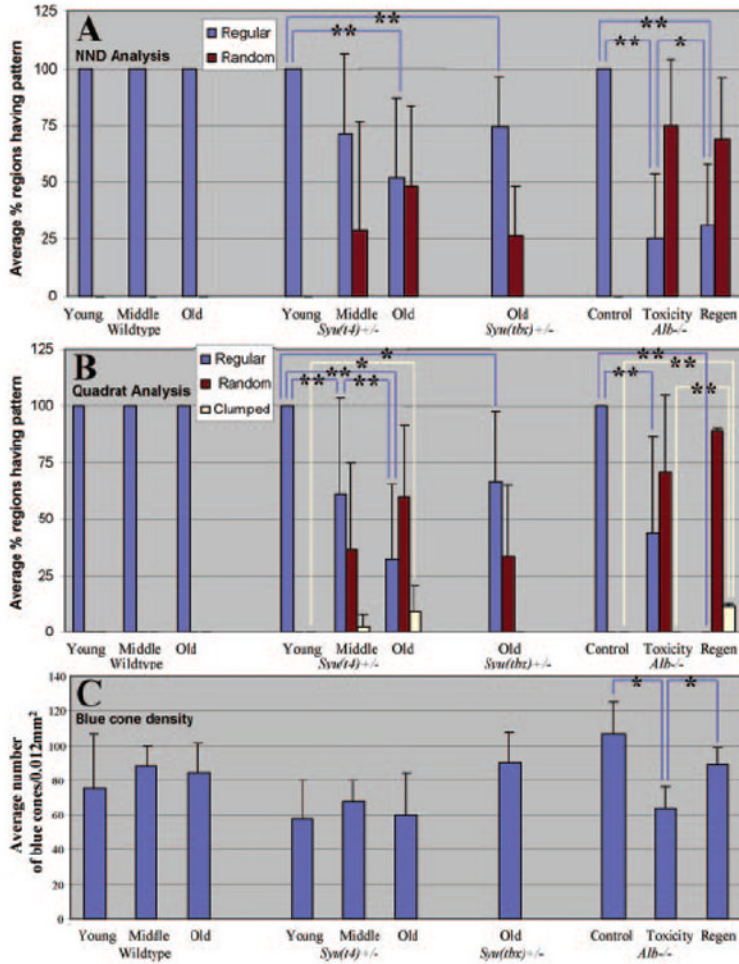 A
NND Analysis
Regular
Random
**
**
**
**
*
Average % regions having pattern
125
100
75
50
25
0
Young Middle Old
Wildtype
Young Middle Old
Syu(t4)+/-
Old
Syu(tbx)+/-
Control Toxicity Regen
Alb-/-
B
Quadrat Analysis
Regular
Random
Clumped
*
*
**
**
**
**
**
**
**
Average % regions having pattern
125
100
75
50
25
0
Young Middle Old
Wildtype
Young Middle Old
Syu(t4)+/-
Old
Syu(tbx)+/-
Control Toxicity Regen
Alb-/-
C
Blue cone density
*
*
Average number
of blue cones/0.012mm²
140
120
100
80
60
40
20
0
Young Middle Old
Wildtype
Young Middle Old
Syu(t4)+/-
Old
Syu(tbx)+/-
Control Toxicity Regen
Alb-/-